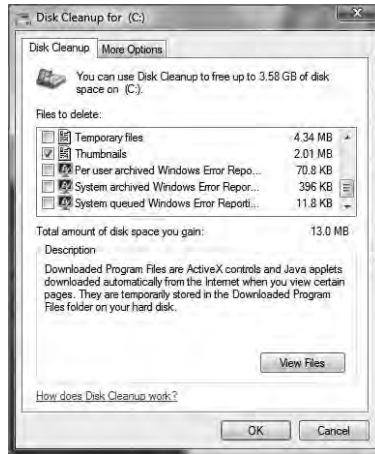 Disk Cleanup for (C:)
Disk Cleanup
More Options
You can use Disk Cleanup to free up to 3.58 GB of disk
space on (C:).
Files to delete:
Temporary files 4.34 MB
Thumbnails 2.01 MB
Per user archived Windows Error Repo... 70.8 KB
System archived Windows Error Repor... 396 KB
System queued Windows Error Reporti... 11.8 KB
Total amount of disk space you gain: 13.0 MB
Description
Downloaded Program Files are ActiveX controls and Java applets
downloaded automatically from the Internet when you view certain
pages. They are temporarily stored in the Downloaded Program
Files folder on your hard disk.
View Files
How does Disk Cleanup work?
OK
Cancel